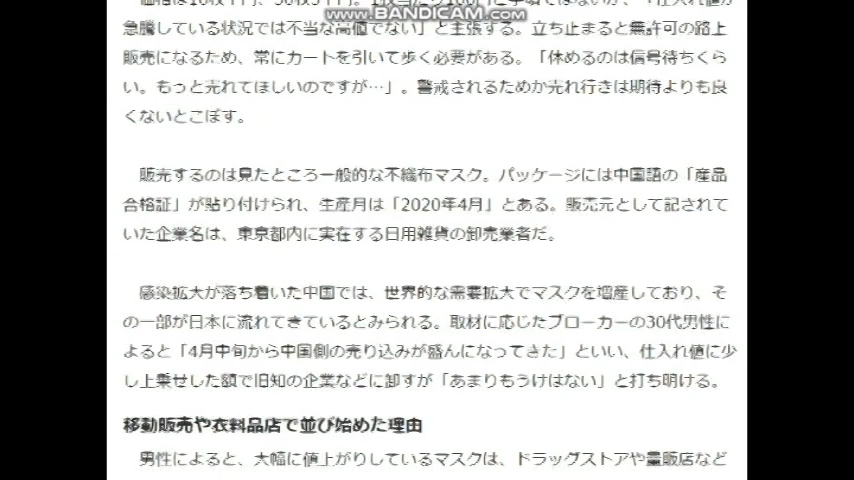 www.BANDICAM.com
急騰している状況では不当な高値でない」と主張する。立ち止まると無許可の路上
販売になるため、常にカートを引いて歩く必要がある。「休めるのは信号待ちくら
い。もっと売れてほしいのですが…」。警戒されるためか売れ行きは期待よりも良
くないとこぼす。
販売するのは見たところ一般的な不織布マスク。パッケージには中国語の「産品
合格証」が貼り付けられ、生産月は「2020年4月」とある。販売元として記されて
いた企業名は、東京都内に実在する日用雑貨の卸売業者だ。
感染拡大が落ち着いた中国では、世界的な需要拡大でマスクを増産しており、そ
の一部が日本に流れてきているとみられる。取材に応じたブローカーの30代男性に
よると「4月中旬から中国側の売り込みが盛んになってきた」といい、仕入れ値に少
し上乗せした額で旧知の企業などに卸すが「あまりもうけはない」と打ち明ける。
移動販売や衣料品店で並び始めた理由
男性によると、大幅に値上がりしているマスクは、ドラッグストアや量販店など